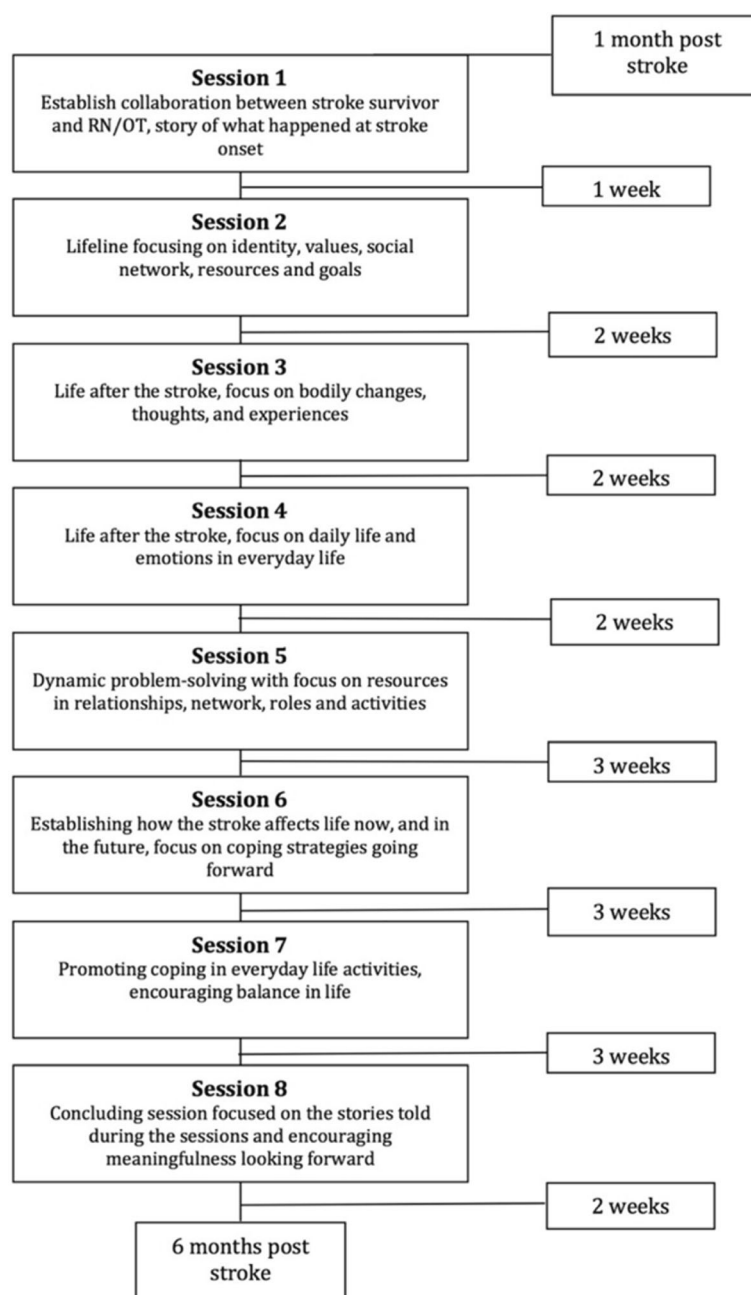 1 month post
stroke
Session 1
Establish collaboration between stroke survivor
and RN/OT, story of what happened at stroke
onset
1 week
Session 2
Lifeline focusing on identity, values, social
network, resources and goals
2 weeks
Session 3
Life after the stroke, focus on bodily changes,
thoughts, and experiences
2 weeks
Session 4
Life after the stroke, focus on daily life and
emotions in everyday life
2 weeks
Session 5
Dynamic problem-solving with focus on resources
in relationships, network, roles and activities
3 weeks
Session 6
Establishing how the stroke affects life now, and in
the future, focus on coping strategies going
forward
3 weeks
Session 7
Promoting coping in everyday life activities,
encouraging balance in life
3 weeks
Session 8
Concluding session focused on the stories told
during the sessions and encouraging
meaningfulness looking forward
2 weeks
6 months post
stroke